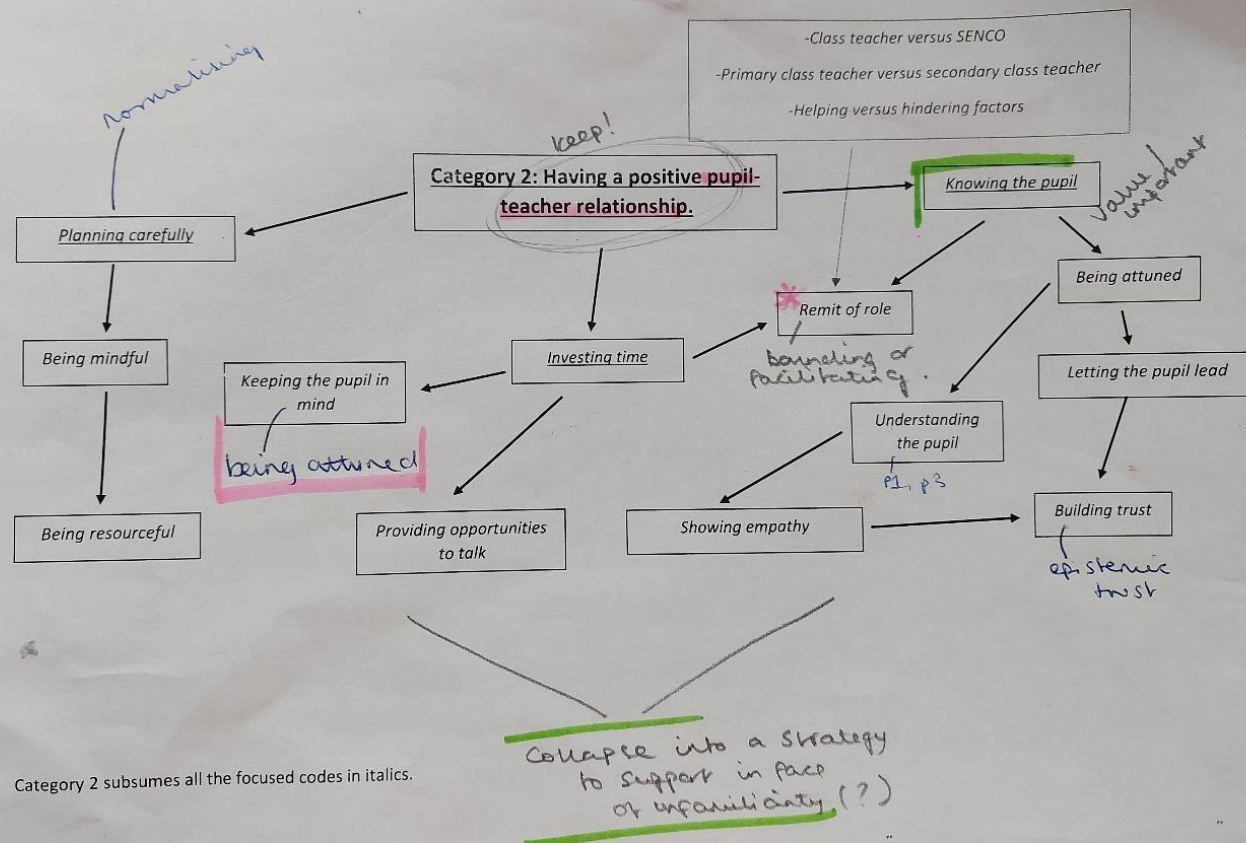 normalising
-Class teacher versus SENCO
-Primary class teacher versus secondary class teacher
-Helping versus hindering factors
keep!
Category 2: Having a positive pupil-
teacher relationship.
Knowing the pupil
value/
important
Planning carefully
Being attuned
Remit of role
bounding or
facilitating.
Being mindful
Investing time
Letting the pupil lead
Keeping the pupil in
mind
being attuned
Understanding
the pupil
p1, p3
Being resourceful
Providing opportunities
to talk
Showing empathy
Building trust
epistemic
trust
Collapse into a strategy
to support in face
of unfamiliarity (?)
Category 2 subsumes all the focused codes in italics.